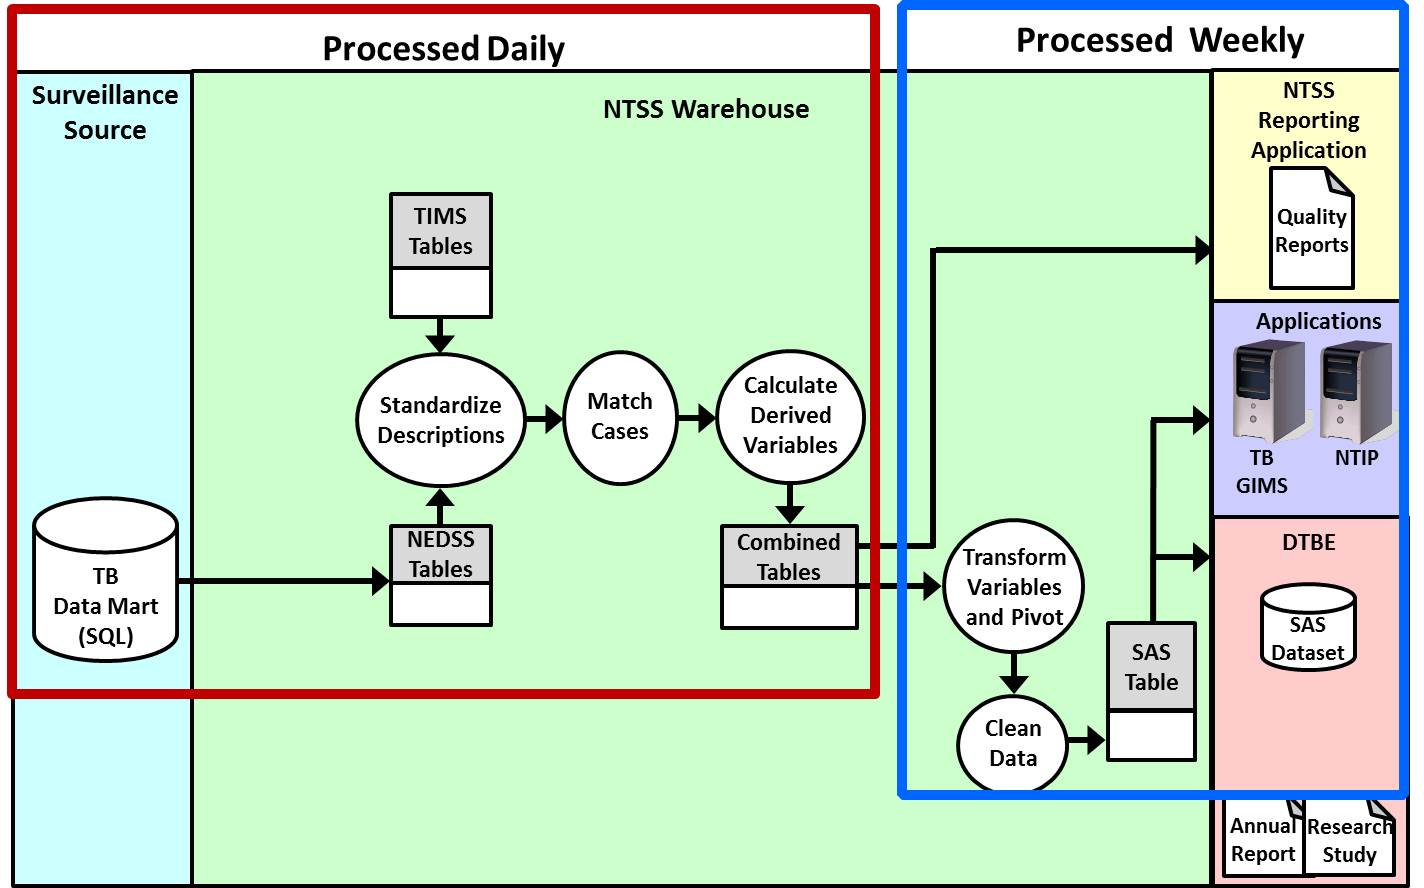 Processed Daily
Processed Weekly
Surveillance
Source
NTSS Warehouse
NTSS
Reporting
Application
Quality
Reports
TIMS
Tables
Applications
TB
GIMS
NTIP
Standardize
Descriptions
Match
Cases
Calculate
Derived
Variables
TB
Data Mart
(SQL)
NEDSS
Tables
Combined
Tables
Transform
Variables
and Pivot
Clean
Data
SAS
Table
DTBE
SAS
Dataset
Annual
Report
Research
Study